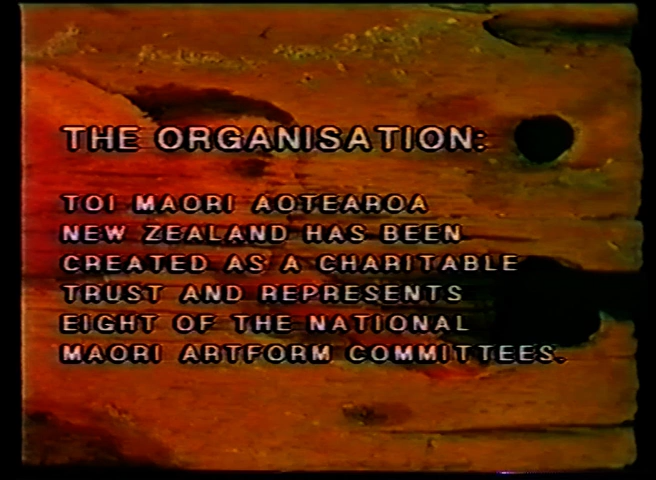 THE ORGANISATION:
TOI MAORI AOTEAROA
NEW ZEALAND HAS BEEN
CREATED AS A CHARITABLE
TRUST AND REPRESENTS
EIGHT OF THE NATIONAL
MAORI ARTFORM COMMITTEES.